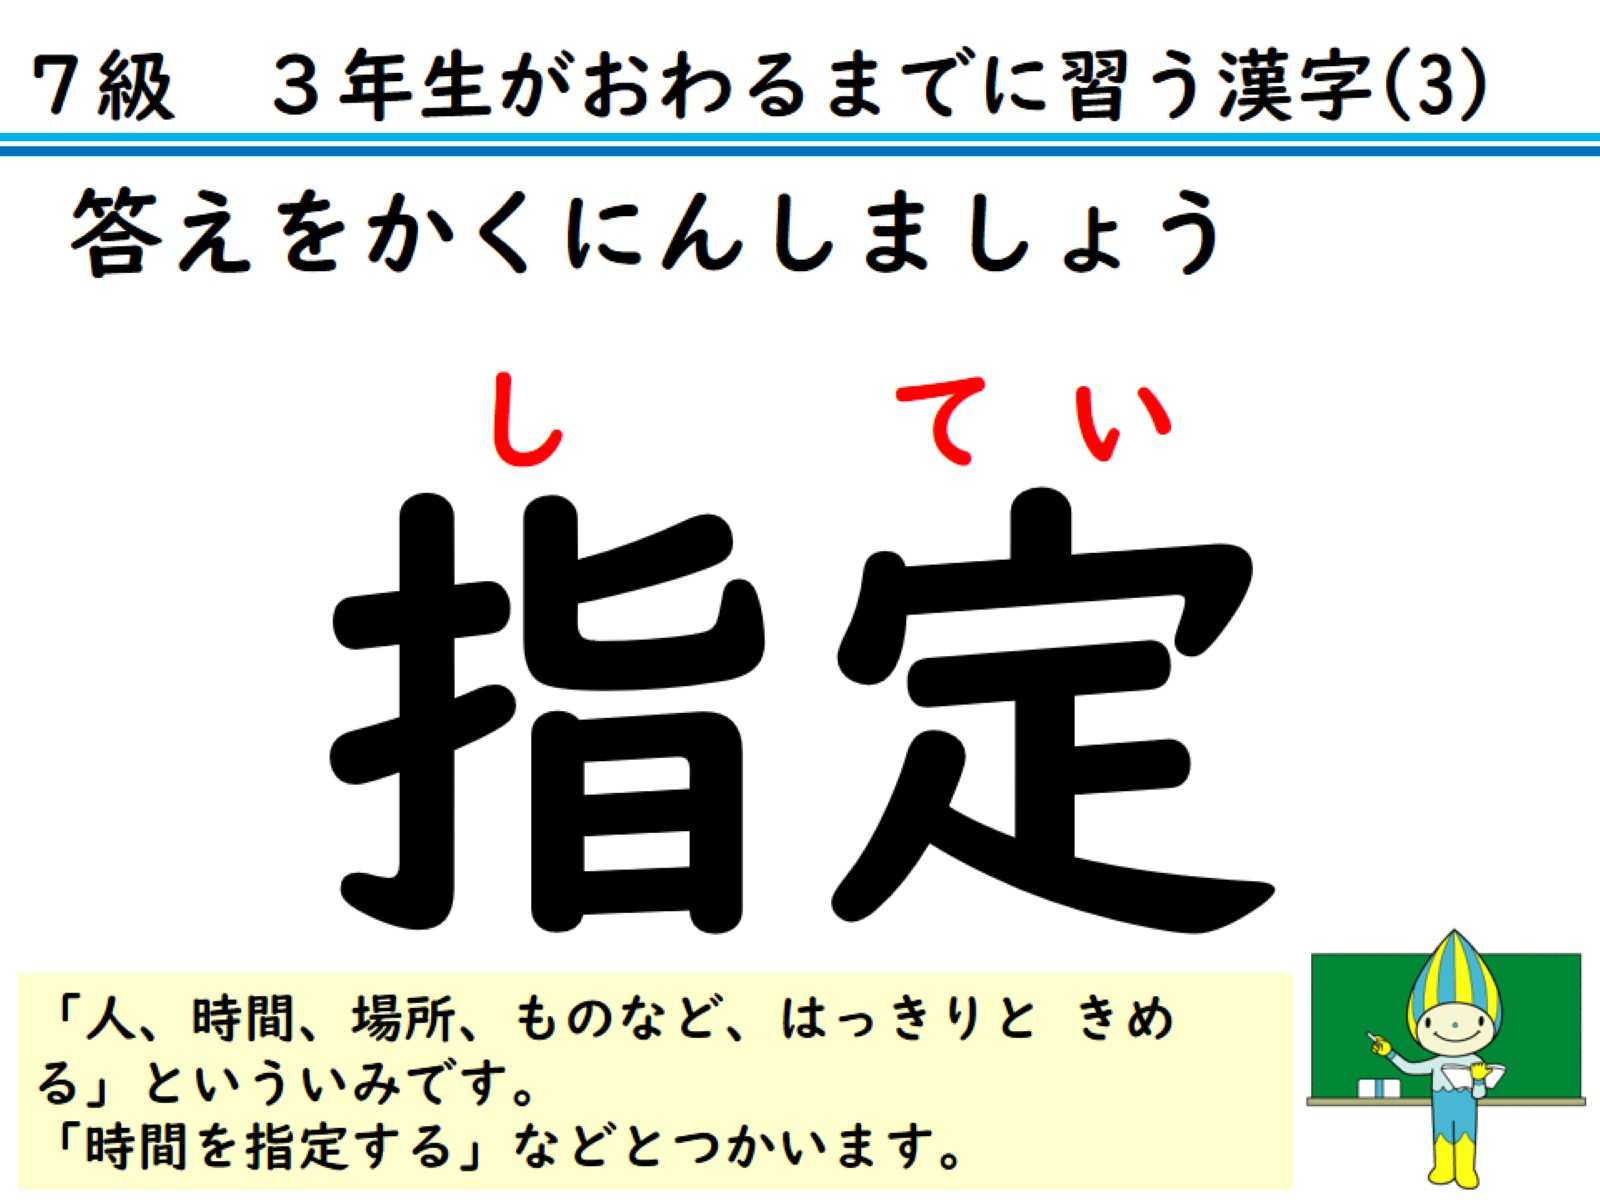 ７級　３年生がおわるまでに習う漢字(3)
答えをかくにんしましょう
し　てい
指定
「人、時間、場所、ものなど、はっきりと きめ
る」といういみです。
「時間を指定する」などとつかいます。